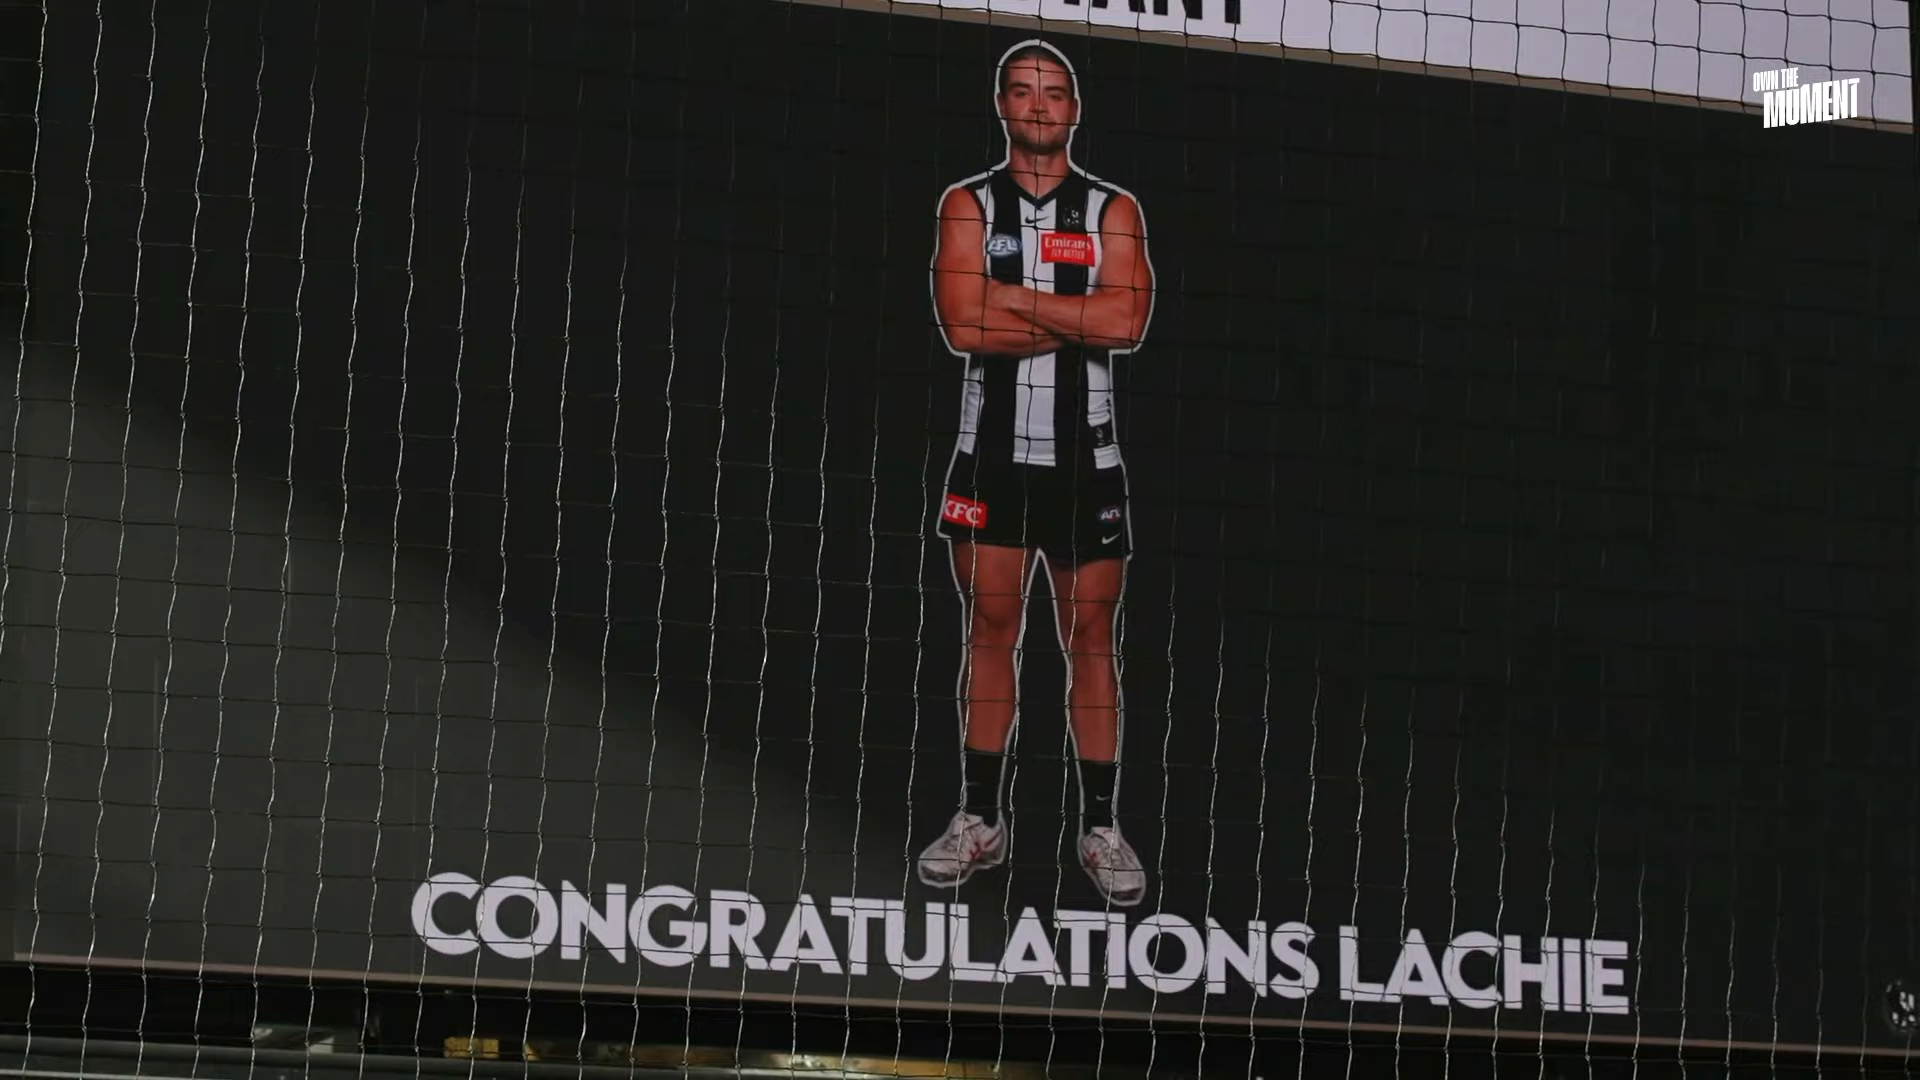 OWN THE
MOMENT
AFL
Emirates
FLY BETTER
KFC
AFL
CONGRATULATIONS LACHIE